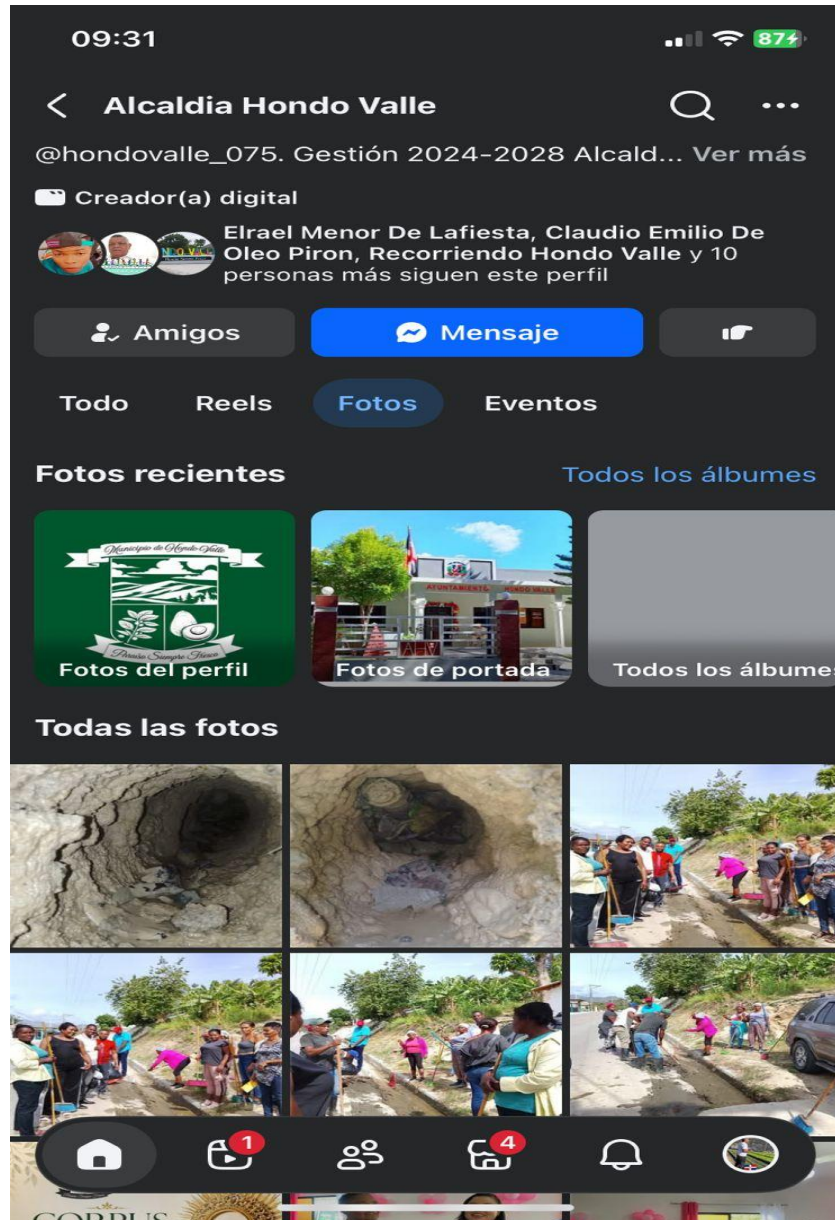 09:31
87
Alcaldia Hondo Valle
@hondovalle_075. Gestión 2024-2028 Alcald... Ver más
Creador(a) digital
Elrael Menor De Lafiesta, Claudio Emilio De
Oleo Piron, Recorriendo Hondo Valle y 10
personas más siguen este perfil
Amigos
Mensaje
Todo Reels Fotos Eventos
Fotos recientes
Todos los álbumes
Municipio de Hondo Valle
AYUNTAMIENTO HONDO VALLE
Fotos del perfil
Fotos de portada
Todos los álbumes
Todas las fotos
1
4
CORPUS